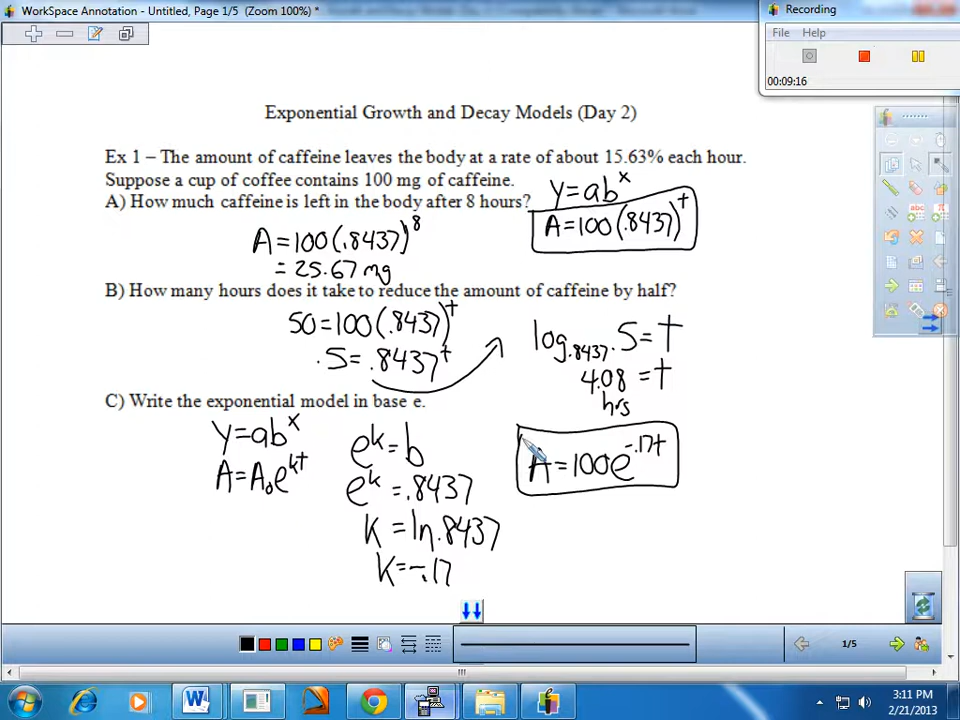 WorkSpace Annotation - Untitled, Page 1/5 (Zoom 100%) *
Recording
File Help
00:09:16
Exponential Growth and Decay Models (Day 2)
Ex 1 – The amount of caffeine leaves the body at a rate of about 15.63% each hour.
Suppose a cup of coffee contains 100 mg of caffeine.
y=ab^x
A) How much caffeine is left in the body after 8 hours?
A=100(.8437)^t
A=100(.8437)^8
=25.67 mg
B) How many hours does it take to reduce the amount of caffeine by half?
50=100(.8437)^t
.5=.8437^t
log.8437 .5=t
4.08=t
hrs
C) Write the exponential model in base e.
y=ab^x
A=A₀e^kt
e^k=b
e^k=.8437
k=ln.8437
k=-.17
A=100e^-.17t
abc
π
1/5
W
3:11 PM
2/21/2013